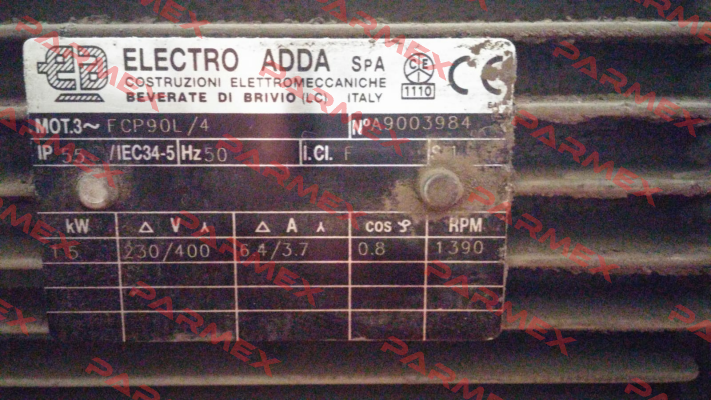 ELECTRO ADDA SpA
COSTRUZIONI ELETTROMECCANICHE
BEVERATE DI BRIVIO (LC) ITALY
CEI
1110
CE
MOT.3~ FCP90L/4 N° A9003984
IP 55 /IEC34-5 Hz 50 I.Cl. F S 1
kW Δ V ⅄ Δ A ⅄ cos φ RPM
1.5 230/400 6.4/3.7 0.8 1390
PARMEX